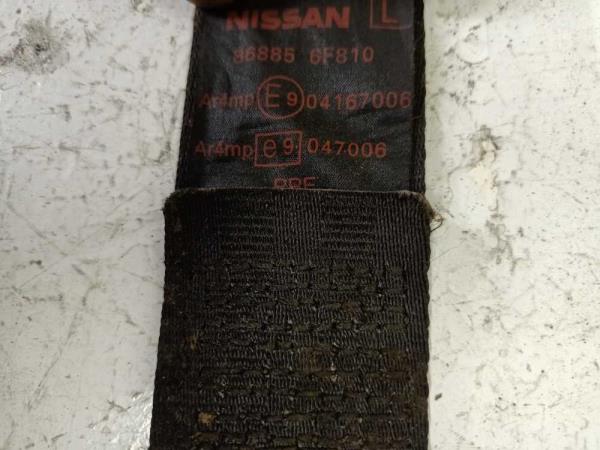 NISSAN L
86885 6F810
Ar4mp E9 04167006
Ar4mp e9 047006